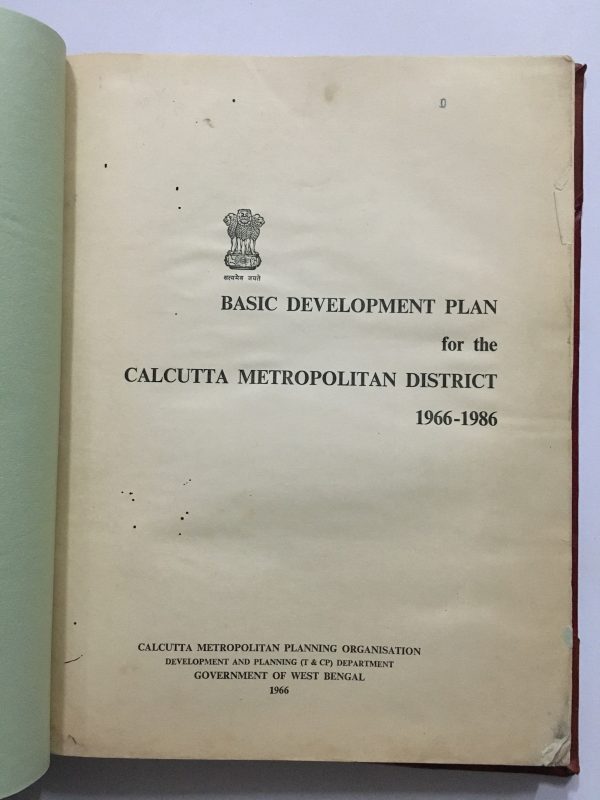 सत्यमेव जयते
BASIC DEVELOPMENT PLAN
for the
CALCUTTA METROPOLITAN DISTRICT
1966-1986
CALCUTTA METROPOLITAN PLANNING ORGANISATION
DEVELOPMENT AND PLANNING (T & CP) DEPARTMENT
GOVERNMENT OF WEST BENGAL
1966